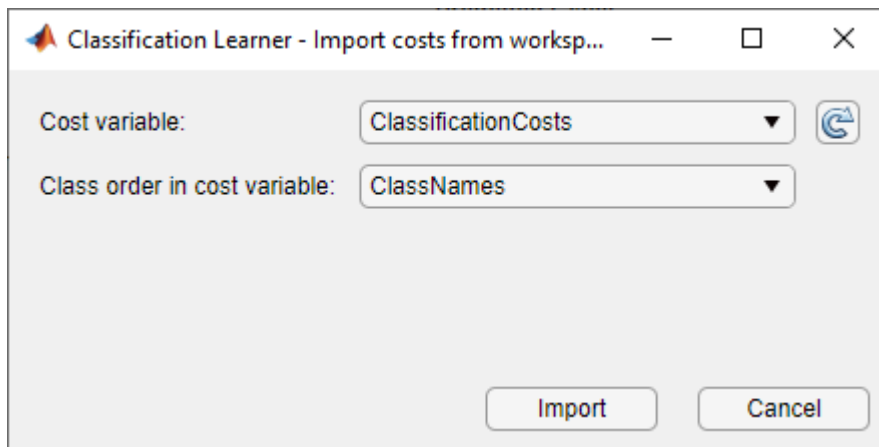 Classification Learner - Import costs from worksp...
Cost variable: ClassificationCosts
Class order in cost variable: ClassNames
Import Cancel